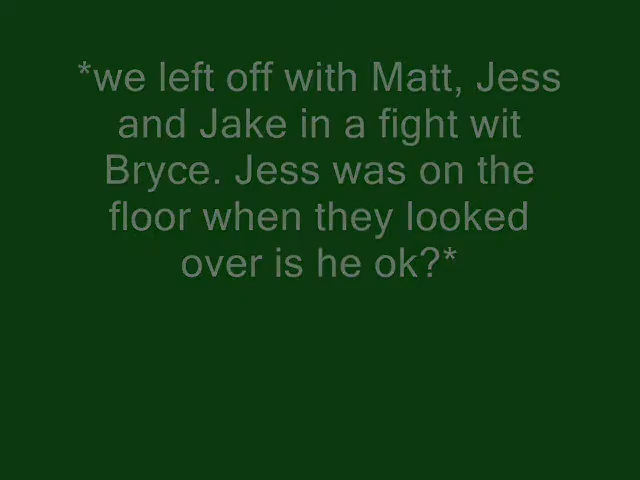 *we left off with Matt, Jess
and Jake in a fight wit
Bryce. Jess was on the
floor when they looked
over is he ok?*